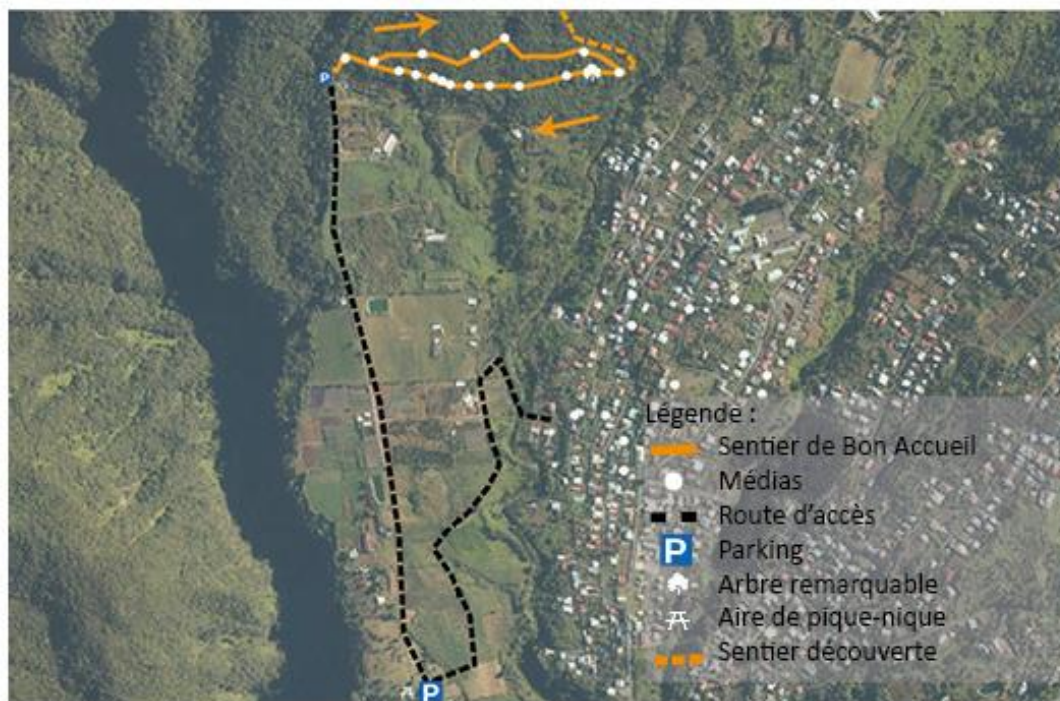 P
Légende :
Sentier de Bon Accueil
Médias
Route d'accès
P Parking
Arbre remarquable
Aire de pique-nique
Sentier découverte
P